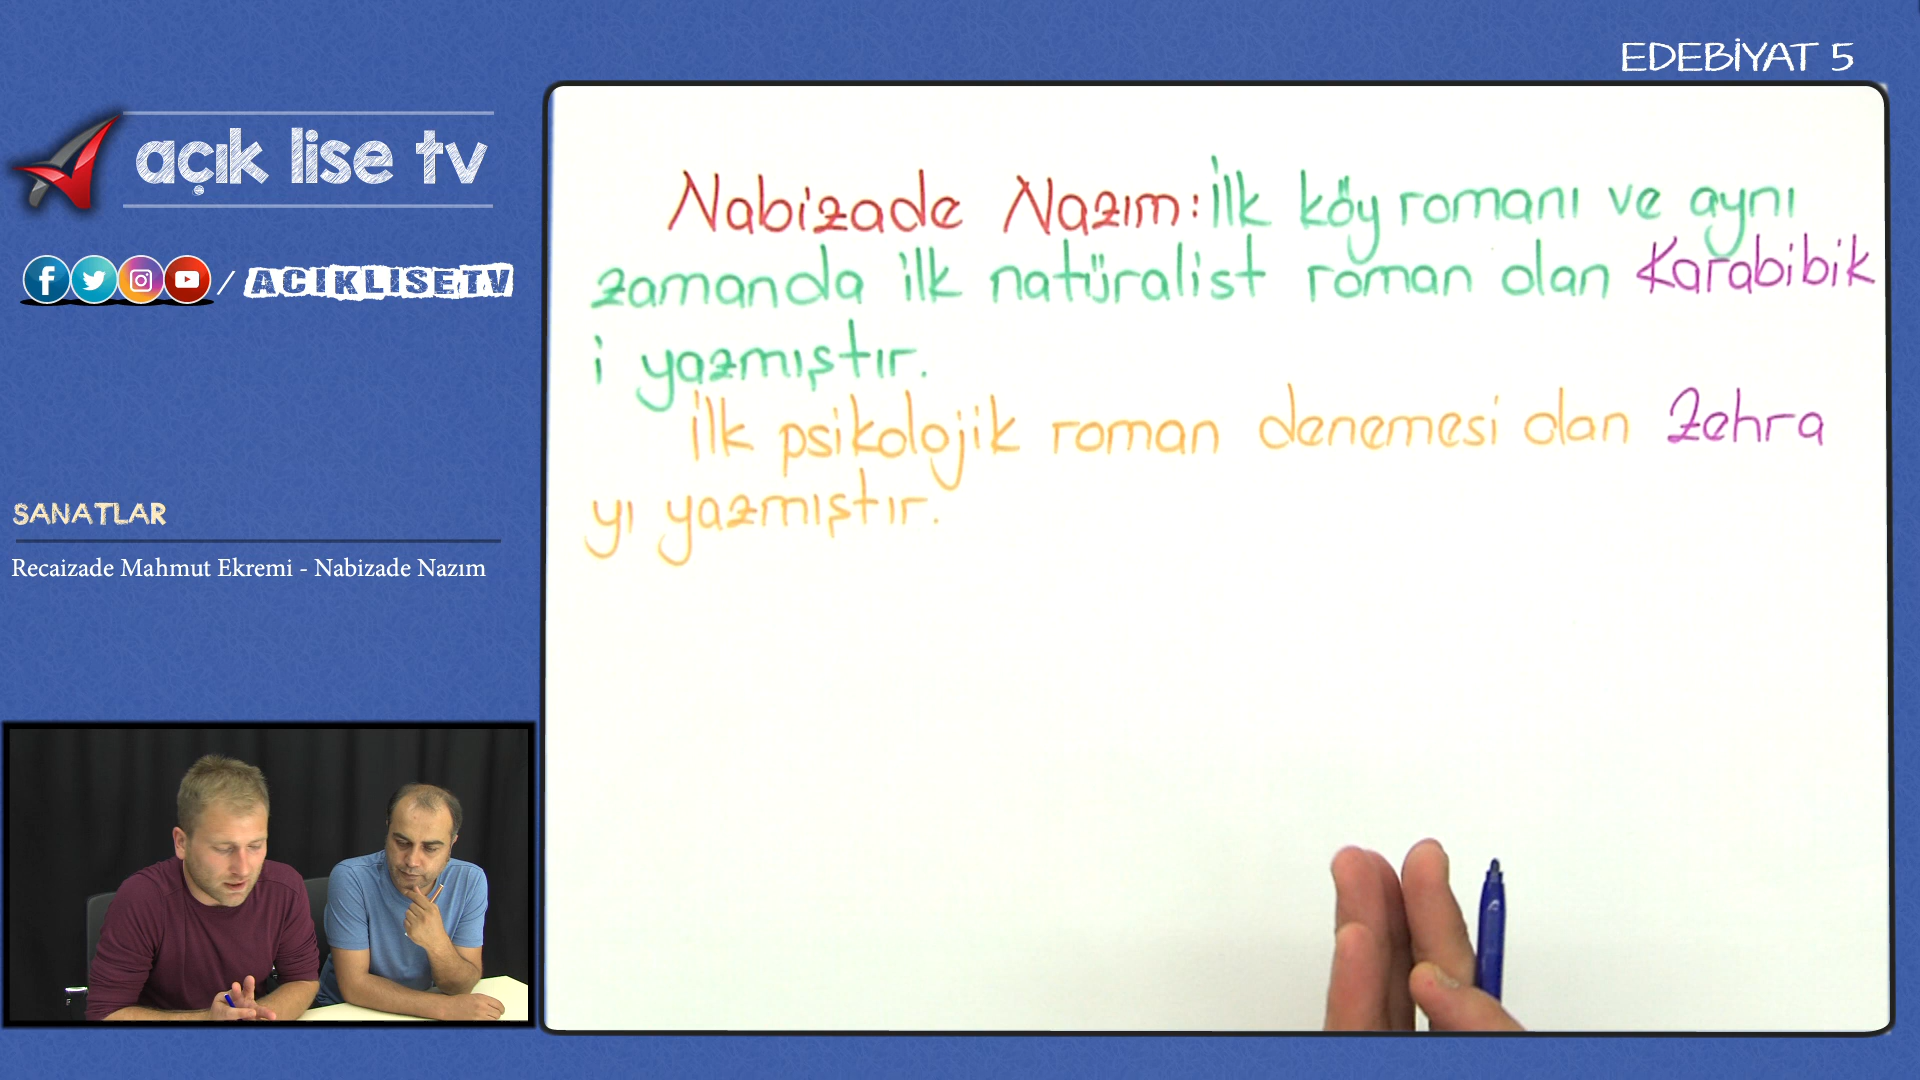 EDEBİYAT 5
açık lise tv
/ ACIKLISETV
SANATLAR
Recaizade Mahmut Ekremi - Nabizade Nazım
Nabizade Nazım: İlk köy romanı ve aynı
zamanda ilk natüralist roman olan Karabibik
i yazmıştır.
İlk psikolojik roman denemesi olan Zehra
yı yazmıştır.